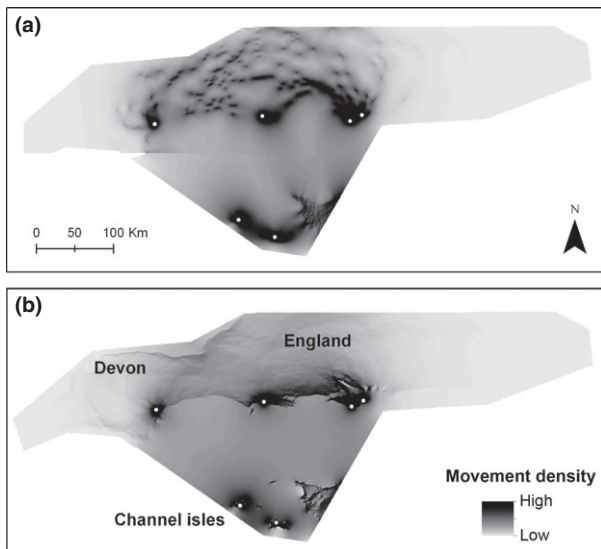 (a)
N
0 50 100 Km
(b)
England
Devon
Channel isles
Movement density
High
Low